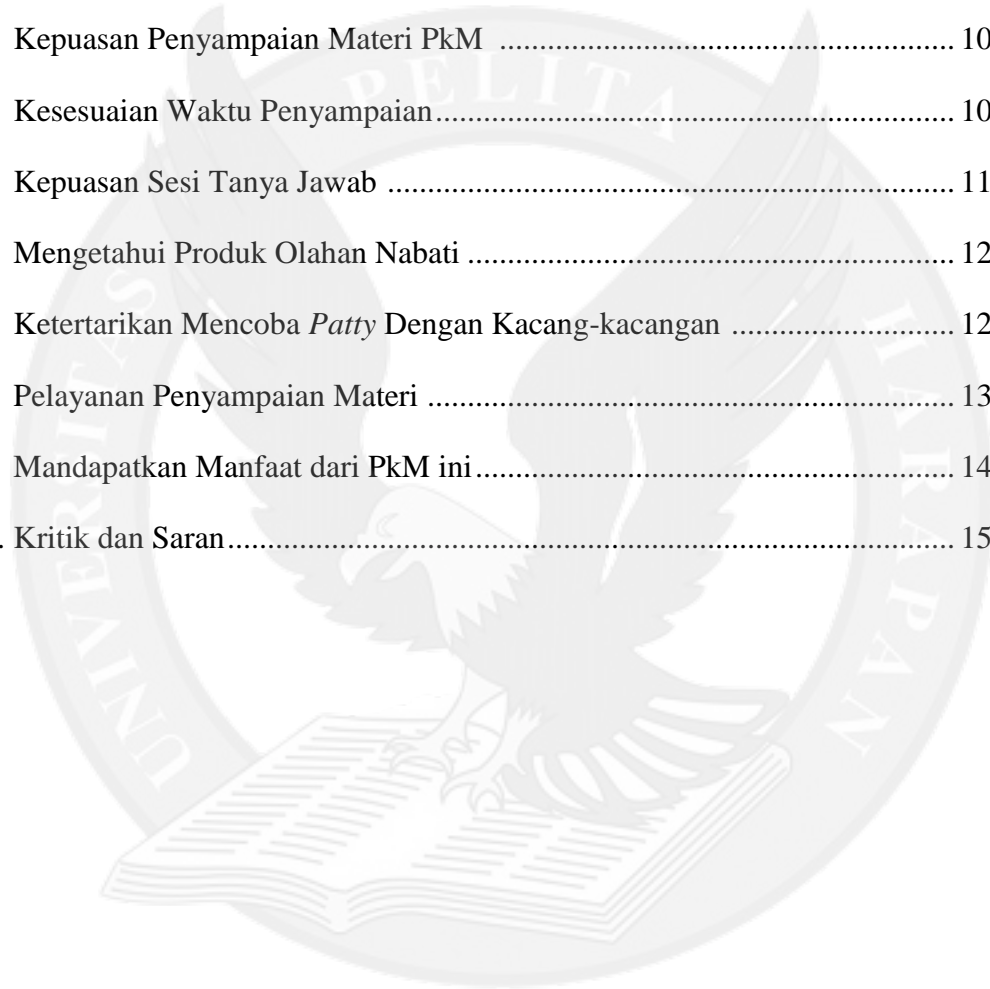 Kepuasan Penyampaian Materi PkM ................................................................ 10
Kesesuaian Waktu Penyampaian......................................................................... 10
Kepuasan Sesi Tanya Jawab ................................................................................ 11
Mengetahui Produk Olahan Nabati ..................................................................... 12
Ketertarikan Mencoba Patty Dengan Kacang-kacangan ................................ 12
Pelayanan Penyampaian Materi .......................................................................... 13
Mandapatkan Manfaat dari PkM ini.................................................................... 14
. Kritik dan Saran....................................................................................................... 15
UNIVERSITAS PELITA HARAPAN